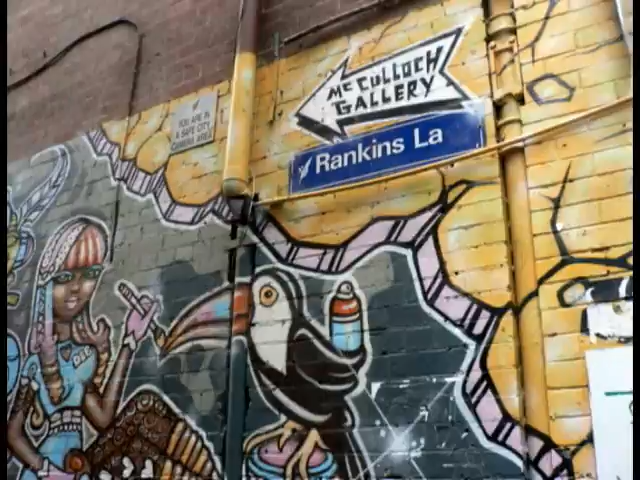 McCULLOCH
GALLERY
Rankins La
YOU ARE IN
A SAFE CITY
CAMERA AREA